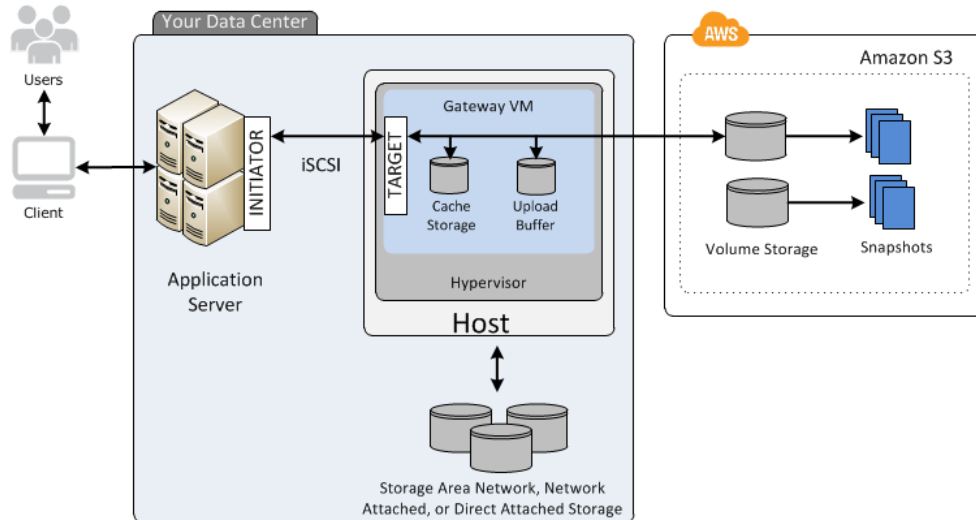 Your Data Center
AWS
Users
Client
Amazon S3
Gateway VM
INITIATOR
iSCSI
TARGET
Cache
Storage
Upload
Buffer
Volume Storage
Snapshots
Application
Server
Hypervisor
Host
Storage Area Network, Network
Attached, or Direct Attached Storage